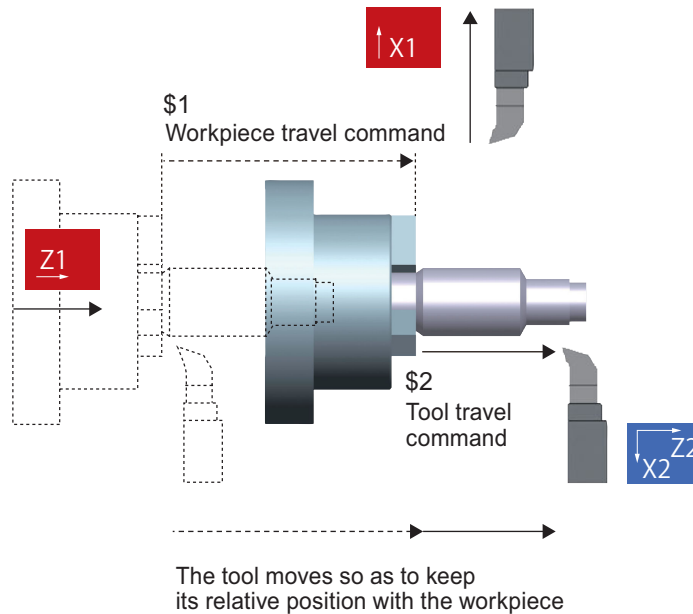 X1
$1
Workpiece travel command
Z1
$2
Tool travel
command
Z2
X2
The tool moves so as to keep
its relative position with the workpiece